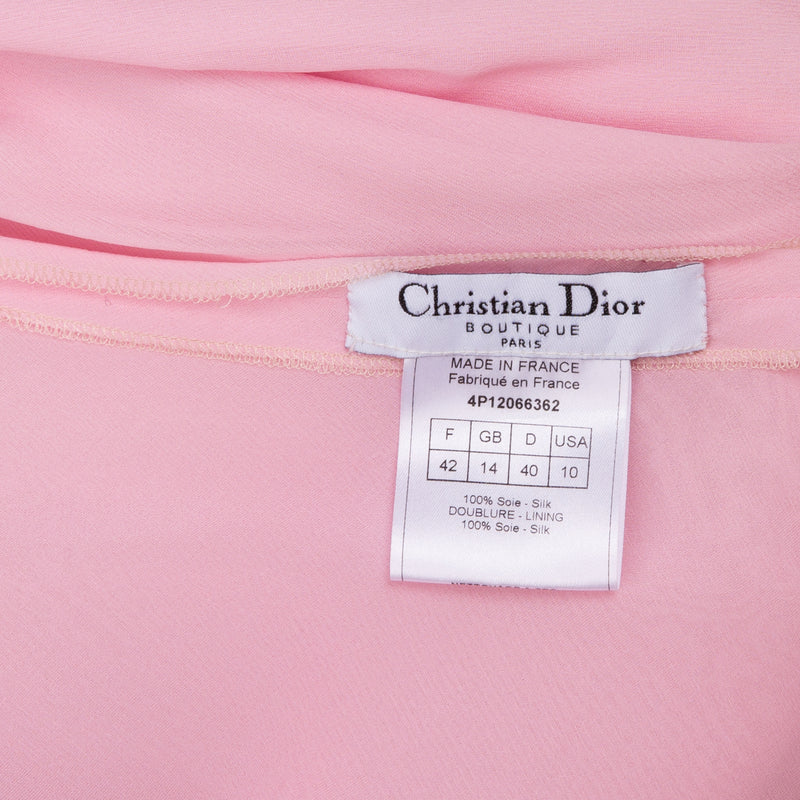 Christian Dior
BOUTIQUE
PARIS
MADE IN FRANCE
Fabriqué en France
4P12066362
F GB D USA
42 14 40 10
100% Soie - Silk
DOUBLURE - LINING
100% Soie - Silk